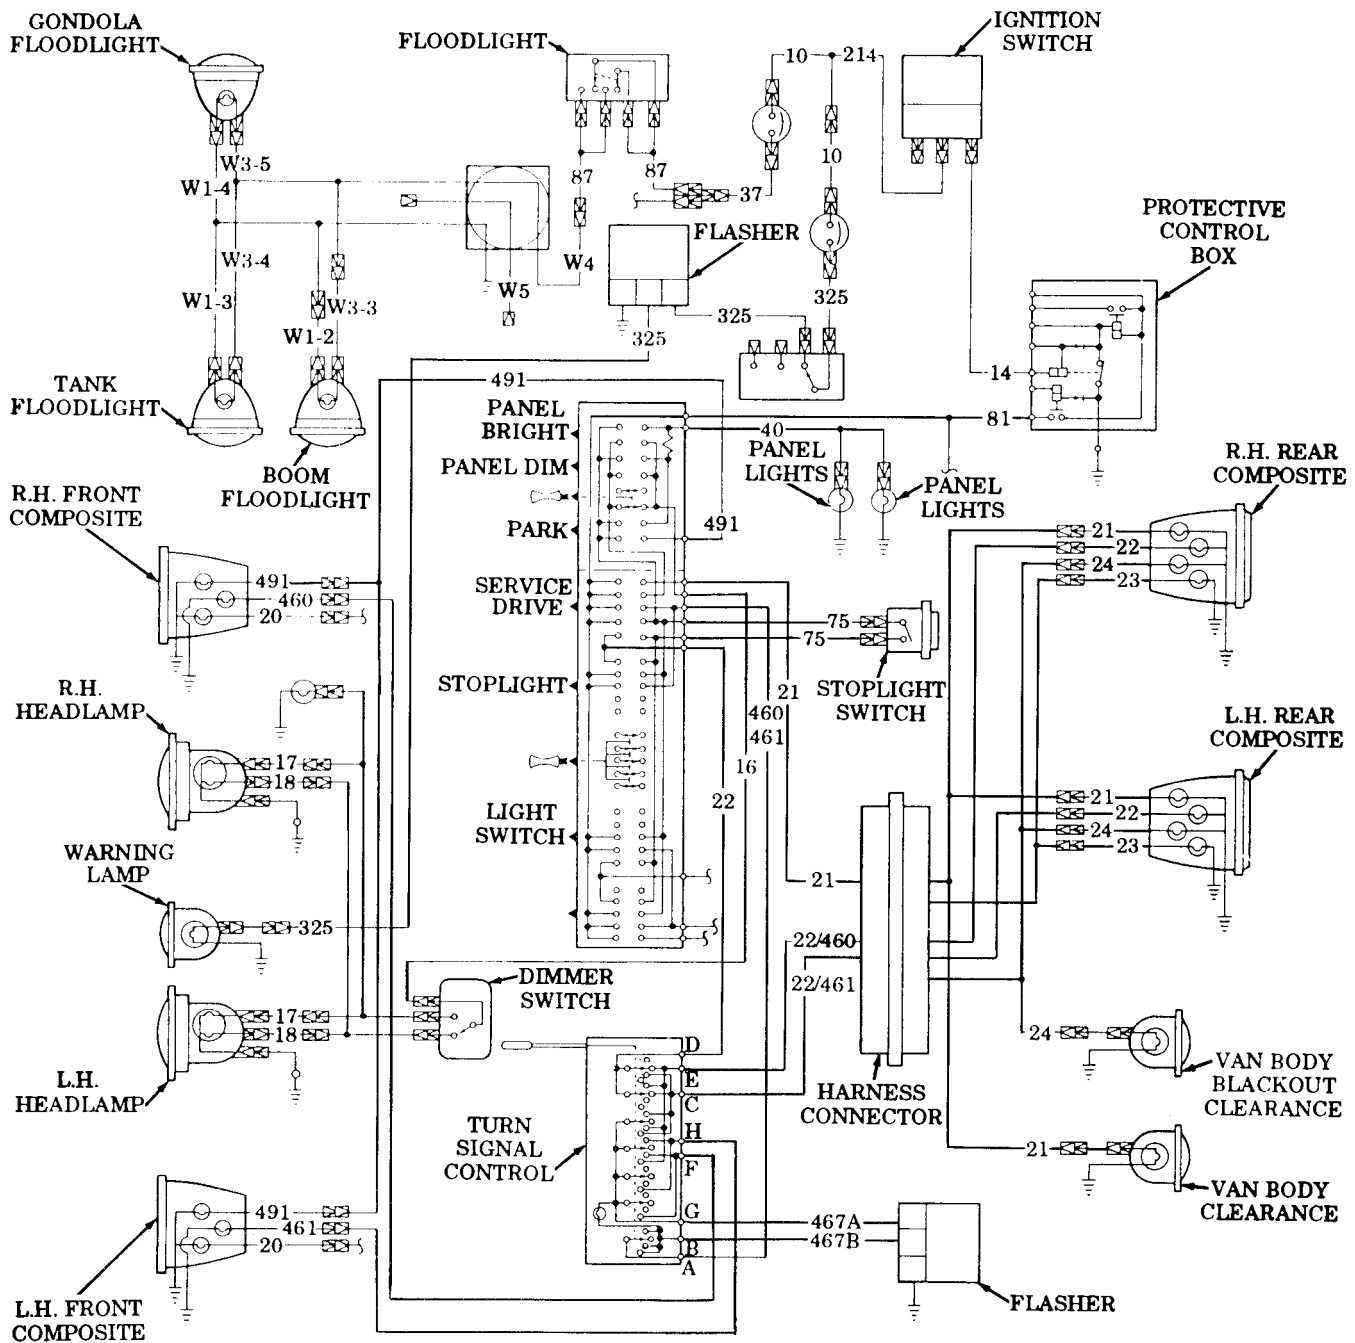 GONDOLA
FLOODLIGHT
FLOODLIGHT
IGNITION
SWITCH
10
214
W3-5
W1-4
87
87
37
10
PROTECTIVE
CONTROL
BOX
FLASHER
W3-4
W4
W5
W1-3
W3-3
W1-2
325
325
325
14
TANK
FLOODLIGHT
491
PANEL
BRIGHT
81
40
BOOM
FLOODLIGHT
PANEL DIM
PANEL
LIGHTS
PANEL
LIGHTS
R.H. REAR
COMPOSITE
R.H. FRONT
COMPOSITE
PARK
491
21
22
24
23
491
460
20
SERVICE
DRIVE
75
75
R.H.
HEADLAMP
STOPLIGHT
STOPLIGHT
SWITCH
21
460
461
16
22
L.H. REAR
COMPOSITE
17
18
LIGHT
SWITCH
21
22
24
23
WARNING
LAMP
21
325
22/460
22/461
DIMMER
SWITCH
17
18
24
D
E
C
H
F
G
B
A
L.H.
HEADLAMP
HARNESS
CONNECTOR
VAN BODY
BLACKOUT
CLEARANCE
TURN
SIGNAL
CONTROL
21
VAN BODY
CLEARANCE
491
461
20
467A
467B
L.H. FRONT
COMPOSITE
FLASHER